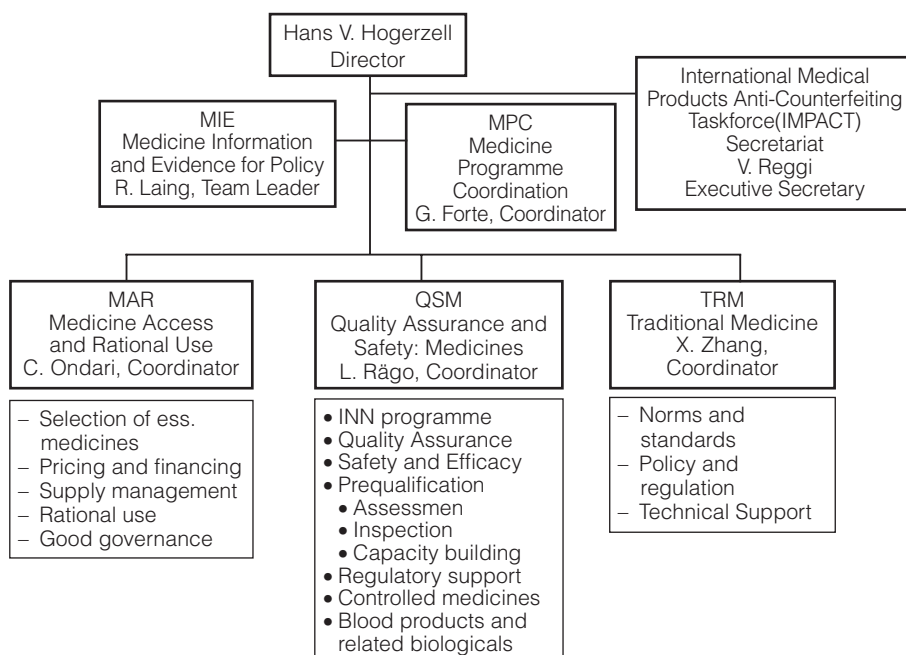 Hans V. Hogerzell
Director
International Medical
Products Anti-Counterfeiting
Taskforce(IMPACT)
Secretariat
V. Reggi
Executive Secretary
MIE
Medicine Information
and Evidence for Policy
R. Laing, Team Leader
MPC
Medicine
Programme
Coordination
G. Forte, Coordinator
MAR
Medicine Access
and Rational Use
C. Ondari, Coordinator
– Selection of ess.
medicines
– Pricing and financing
– Supply management
– Rational use
– Good governance
QSM
Quality Assurance and
Safety: Medicines
L. Rägo, Coordinator
• INN programme
• Quality Assurance
• Safety and Efficacy
• Prequalification
• Assessmen
• Inspection
• Capacity building
• Regulatory support
• Controlled medicines
• Blood products and
related biologicals
TRM
Traditional Medicine
X. Zhang,
Coordinator
– Norms and
standards
– Policy and
regulation
– Technical Support